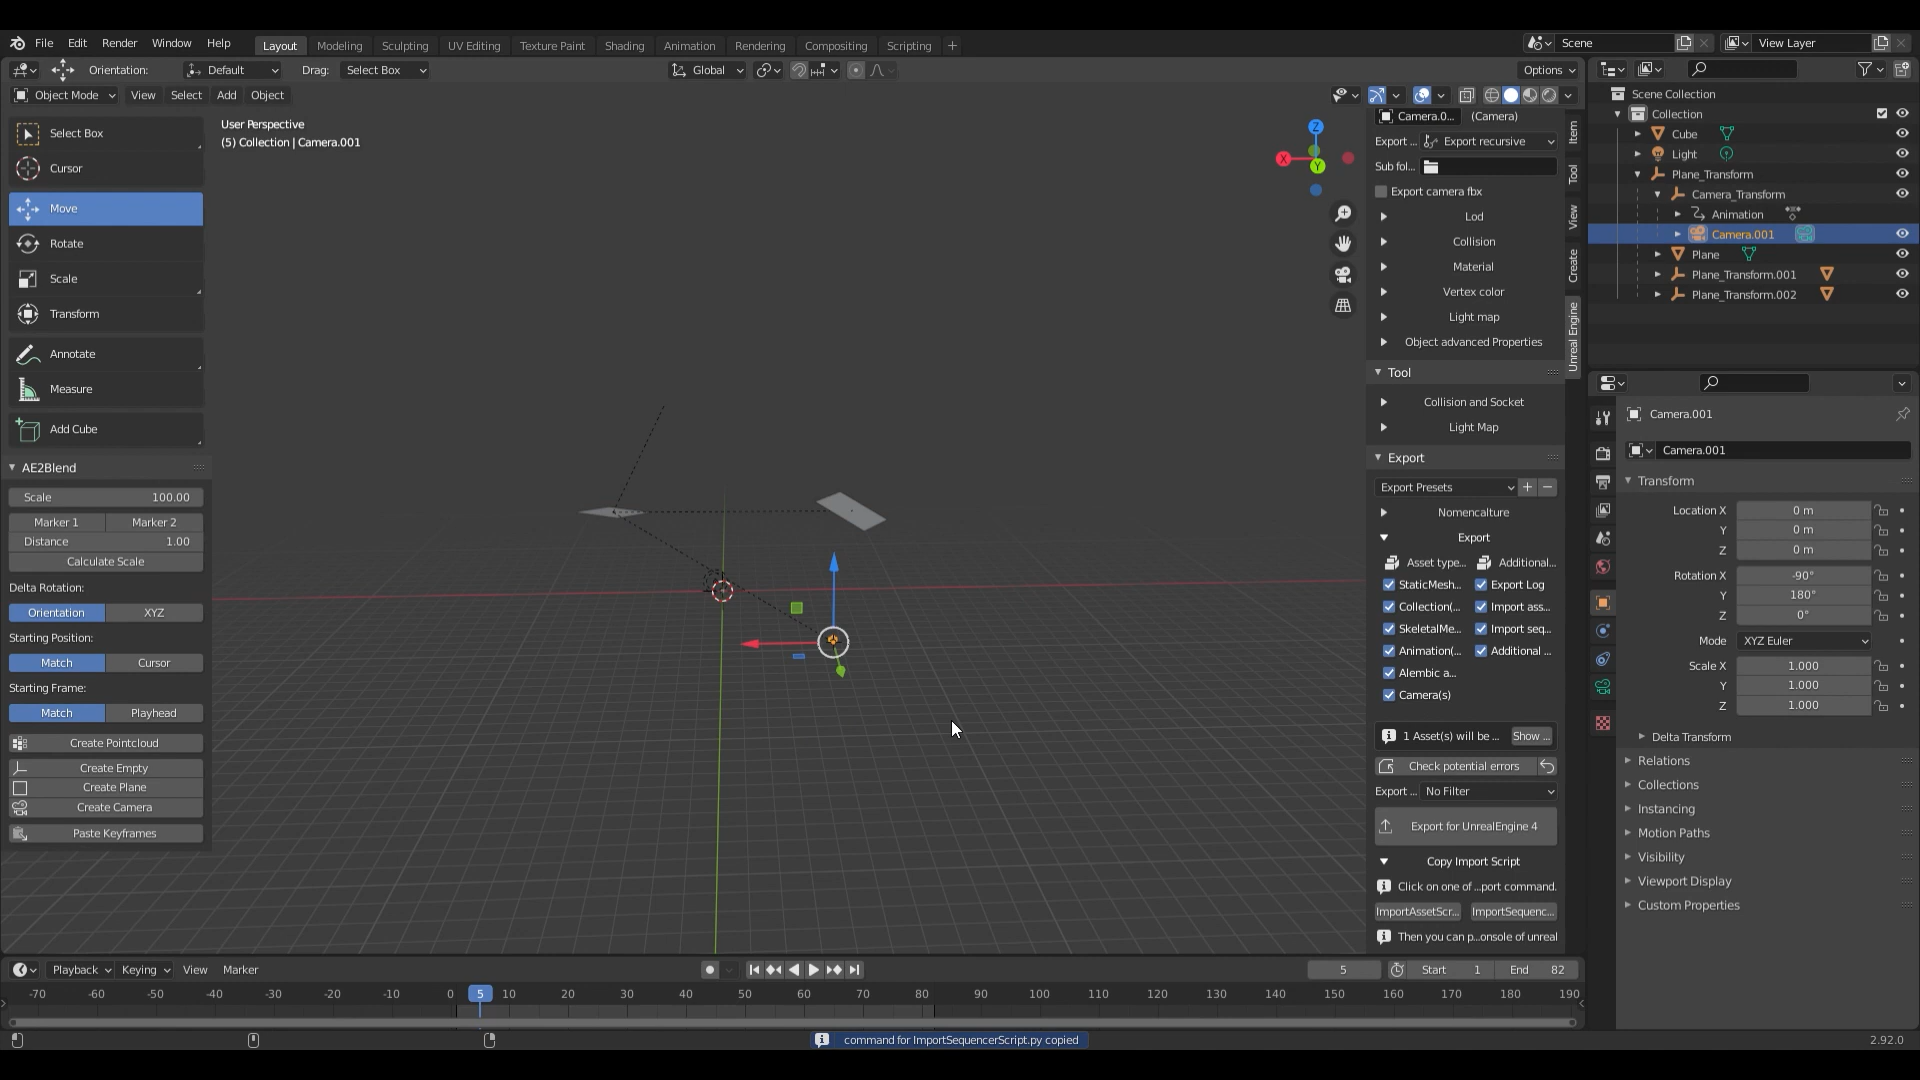 File Edit Render Window Help Layout Modeling Sculpting UV Editing Texture Paint Shading Animation Rendering Compositing Scripting + Scene View Layer
Orientation: Default Drag: Select Box Global Options
Object Mode View Select Add Object
User Perspective
(5) Collection | Camera.001
Select Box
Cursor
Move
Rotate
Scale
Transform
Annotate
Measure
Add Cube
AE2Blend
Scale 100.00
Marker 1 Marker 2
Distance 1.00
Calculate Scale
Delta Rotation:
Orientation XYZ
Starting Position:
Match Cursor
Starting Frame:
Match Playhead
Create Pointcloud
Create Empty
Create Plane
Create Camera
Paste Keyframes
Z
X
Y
Camera.0... (Camera)
Export ... Export recursive
Sub fol...
Export camera fbx
Lod
Collision
Material
Vertex color
Light map
Object advanced Properties
Tool
Collision and Socket
Light Map
Export
Export Presets
Nomenculture
Export
Asset type... Additional...
StaticMesh... Export Log
Collection(... Import ass...
SkeletalMe... Import seq...
Animation(... Additional ...
Alembic a...
Camera(s)
1 Asset(s) will be ... Show ...
Check potential errors
Export ... No Filter
Export for UnrealEngine 4
Copy Import Script
Click on one of ...port command.
ImportAssetScr... ImportSequenc...
Then you can p...onsole of unreal
Item
Tool
View
Create
Unreal Engine
Scene Collection
Collection
Cube
Light
Plane_Transform
Camera_Transform
Animation
Camera.001
Plane
Plane_Transform.001
Plane_Transform.002
Camera.001
Camera.001
Transform
Location X 0 m
Y 0 m
Z 0 m
Rotation X -90°
Y 180°
Z 0°
Mode XYZ Euler
Scale X 1.000
Y 1.000
Z 1.000
Delta Transform
Relations
Collections
Instancing
Motion Paths
Visibility
Viewport Display
Custom Properties
Playback Keying View Marker 5 Start 1 End 82
-70 -60 -50 -40 -30 -20 -10 0 5 10 20 30 40 50 60 70 80 90 100 110 120 130 140 150 160 170 180 190
command for ImportSequencerScript.py copied 2.92.0